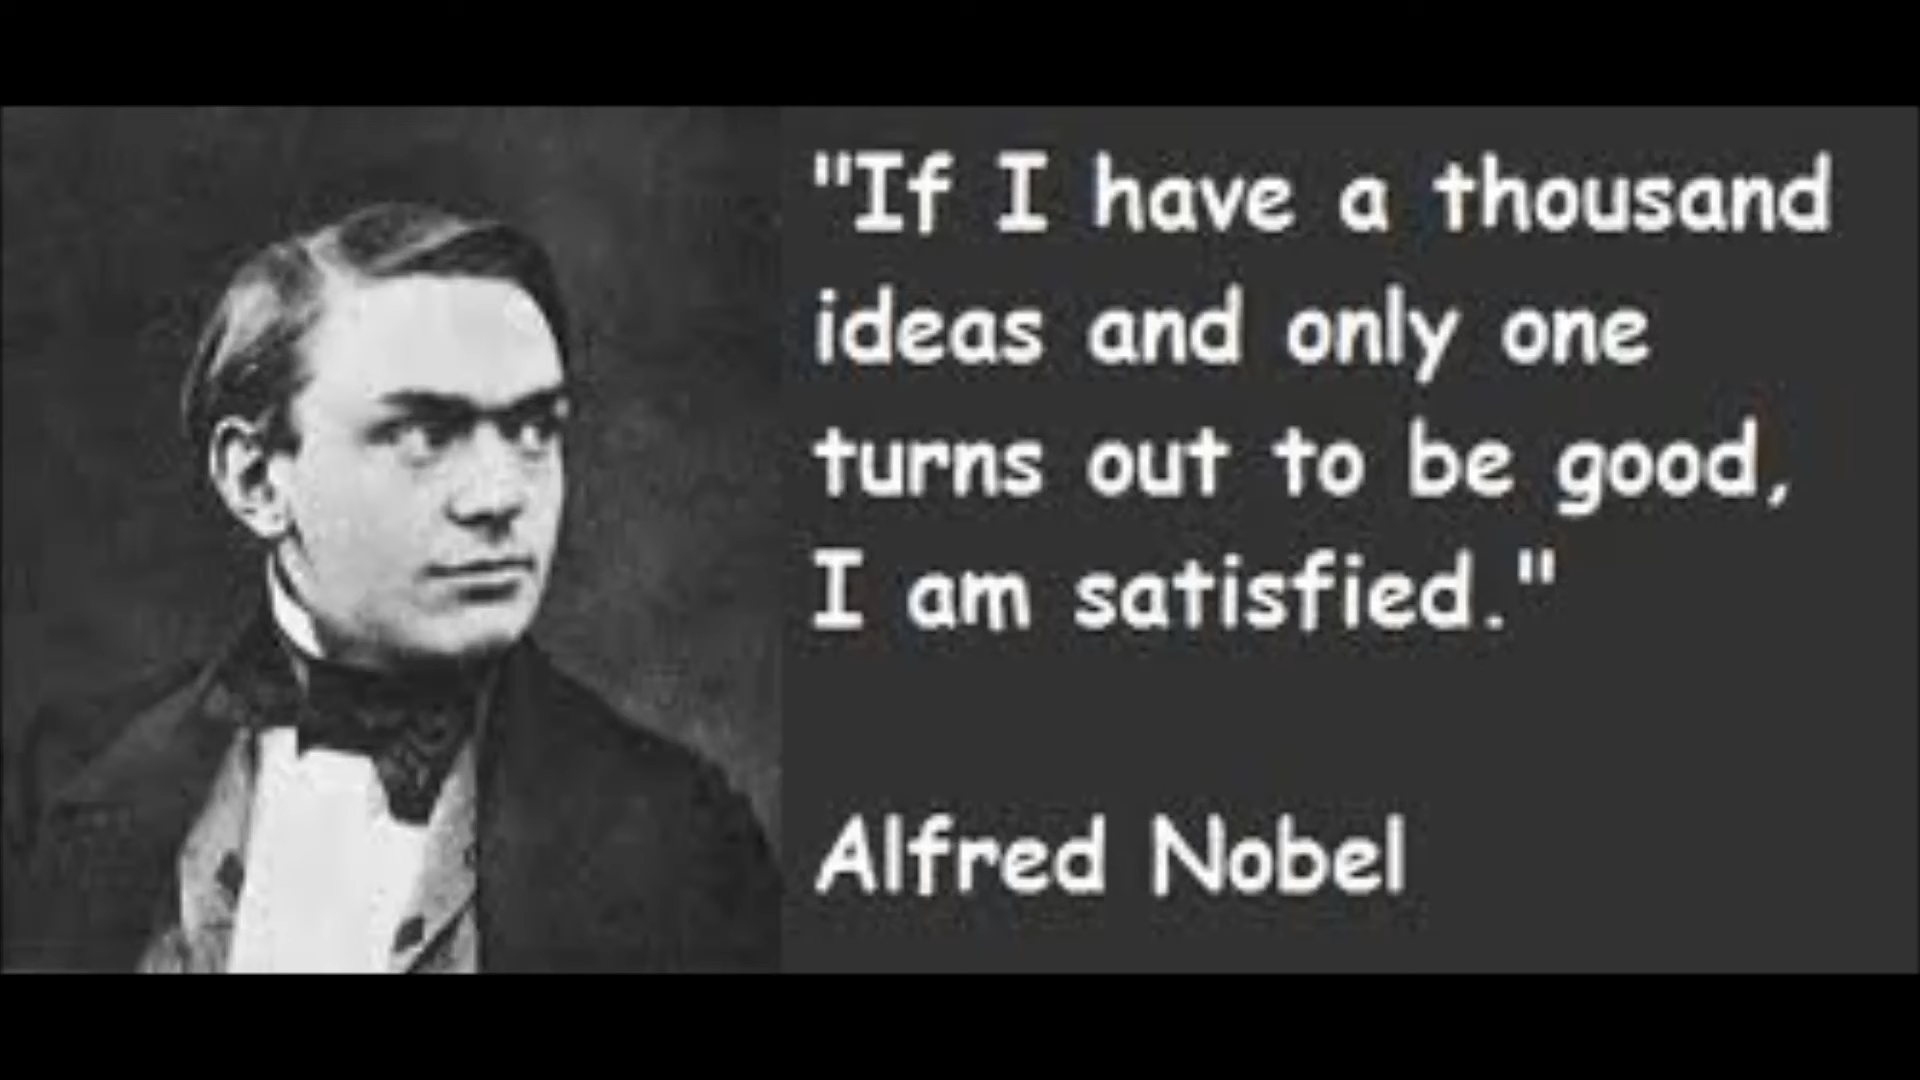 "If I have a thousand
ideas and only one
turns out to be good,
I am satisfied."
Alfred Nobel